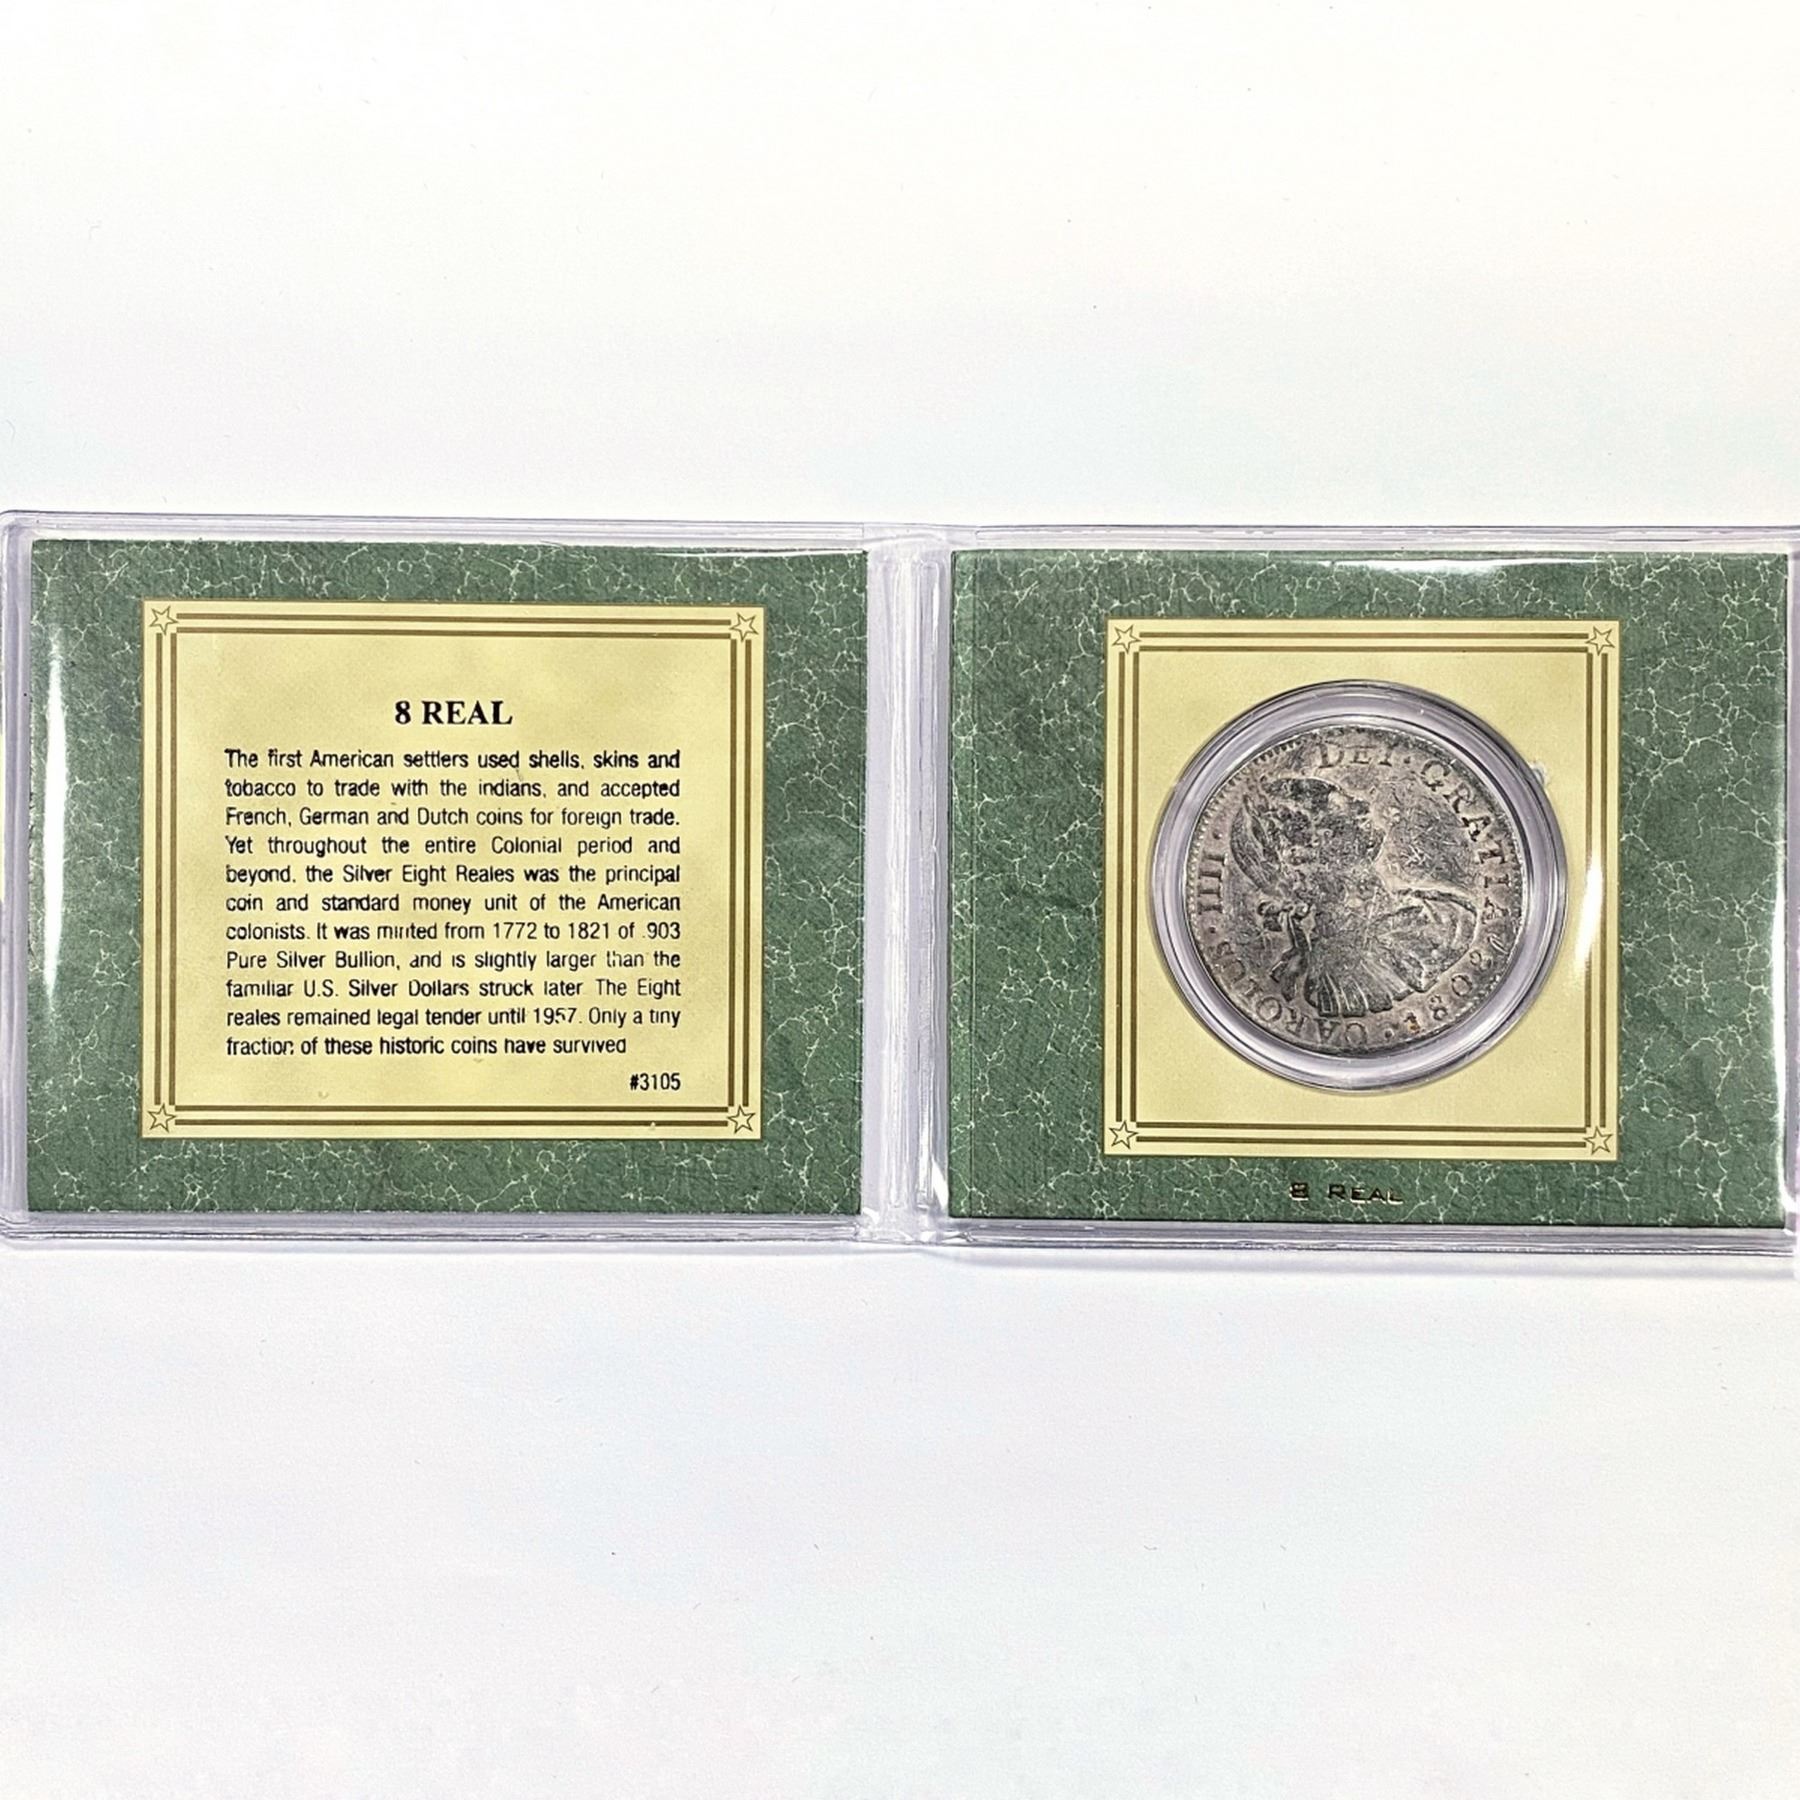 8 REAL
The first American settlers used shells, skins and
tobacco to trade with the indians, and accepted
French, German and Dutch coins for foreign trade.
Yet throughout the entire Colonial period and
beyond, the Silver Eight Reales was the principal
coin and standard money unit of the American
colonists. It was minted from 1772 to 1821 of .903
Pure Silver Bullion, and is slightly larger than the
familiar U.S. Silver Dollars struck later The Eight
reales remained legal tender until 1957. Only a tiny
fraction of these historic coins have survived
#3105
CAROLUS·IIII·
DEI·GRATIA
8 REAL